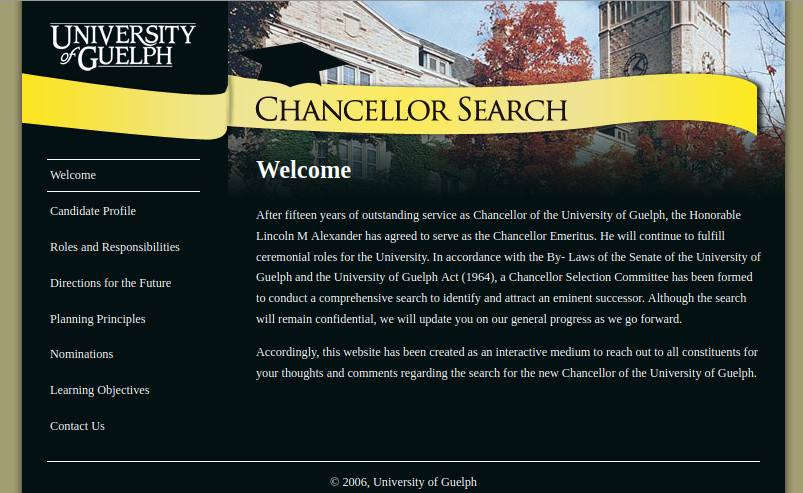 UNIVERSITY
of GUELPH
CHANCELLOR SEARCH
Welcome
Candidate Profile
Roles and Responsibilities
Directions for the Future
Planning Principles
Nominations
Learning Objectives
Contact Us
Welcome
After fifteen years of outstanding service as Chancellor of the University of Guelph, the Honorable
Lincoln M Alexander has agreed to serve as the Chancellor Emeritus. He will continue to fulfill
ceremonial roles for the University. In accordance with the By- Laws of the Senate of the University of
Guelph and the University of Guelph Act (1964), a Chancellor Selection Committee has been formed
to conduct a comprehensive search to identify and attract an eminent successor. Although the search
will remain confidential, we will update you on our general progress as we go forward.
Accordingly, this website has been created as an interactive medium to reach out to all constituents for
your thoughts and comments regarding the search for the new Chancellor of the University of Guelph.
© 2006, University of Guelph